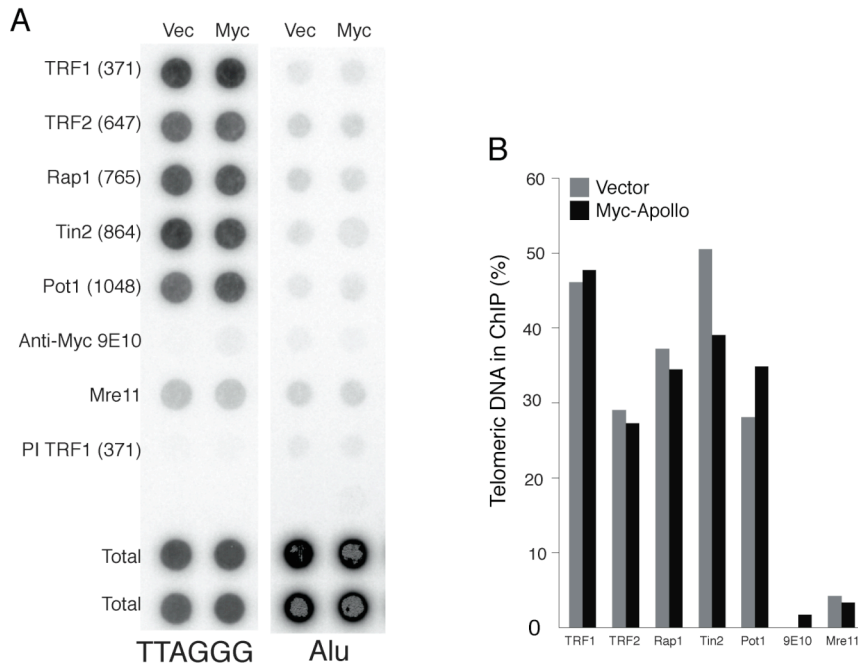 A
Vec Myc Vec Myc
TRF1 (371)
TRF2 (647)
Rap1 (765)
Tin2 (864)
Pot1 (1048)
Anti-Myc 9E10
Mre11
PI TRF1 (371)
Total
Total
TTAGGG Alu
B
Vector
Myc-Apollo
Telomeric DNA in ChIP (%)
60
50
40
30
20
10
0
TRF1 TRF2 Rap1 Tin2 Pot1 9E10 Mre11